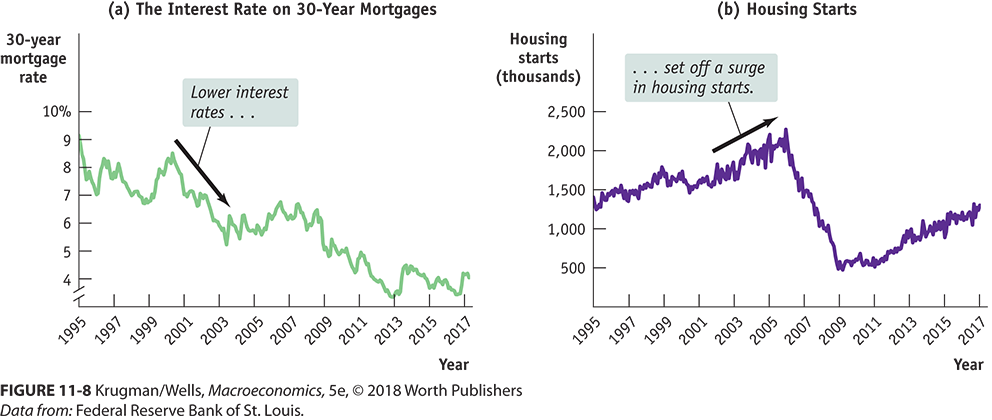 (a) The Interest Rate on 30-Year Mortgages
30-year
mortgage
rate
Lower interest
rates . . .
10%
9
8
7
6
5
4
1995
1997
1999
2001
2003
2005
2007
2009
2011
2013
2015
2017
Year
(b) Housing Starts
Housing
starts
(thousands)
. . . set off a surge
in housing starts.
2,500
2,000
1,500
1,000
500
1995
1997
1999
2001
2003
2005
2007
2009
2011
2013
2015
2017
Year
FIGURE 11-8 Krugman/Wells, Macroeconomics, 5e, © 2018 Worth Publishers
Data from: Federal Reserve Bank of St. Louis.